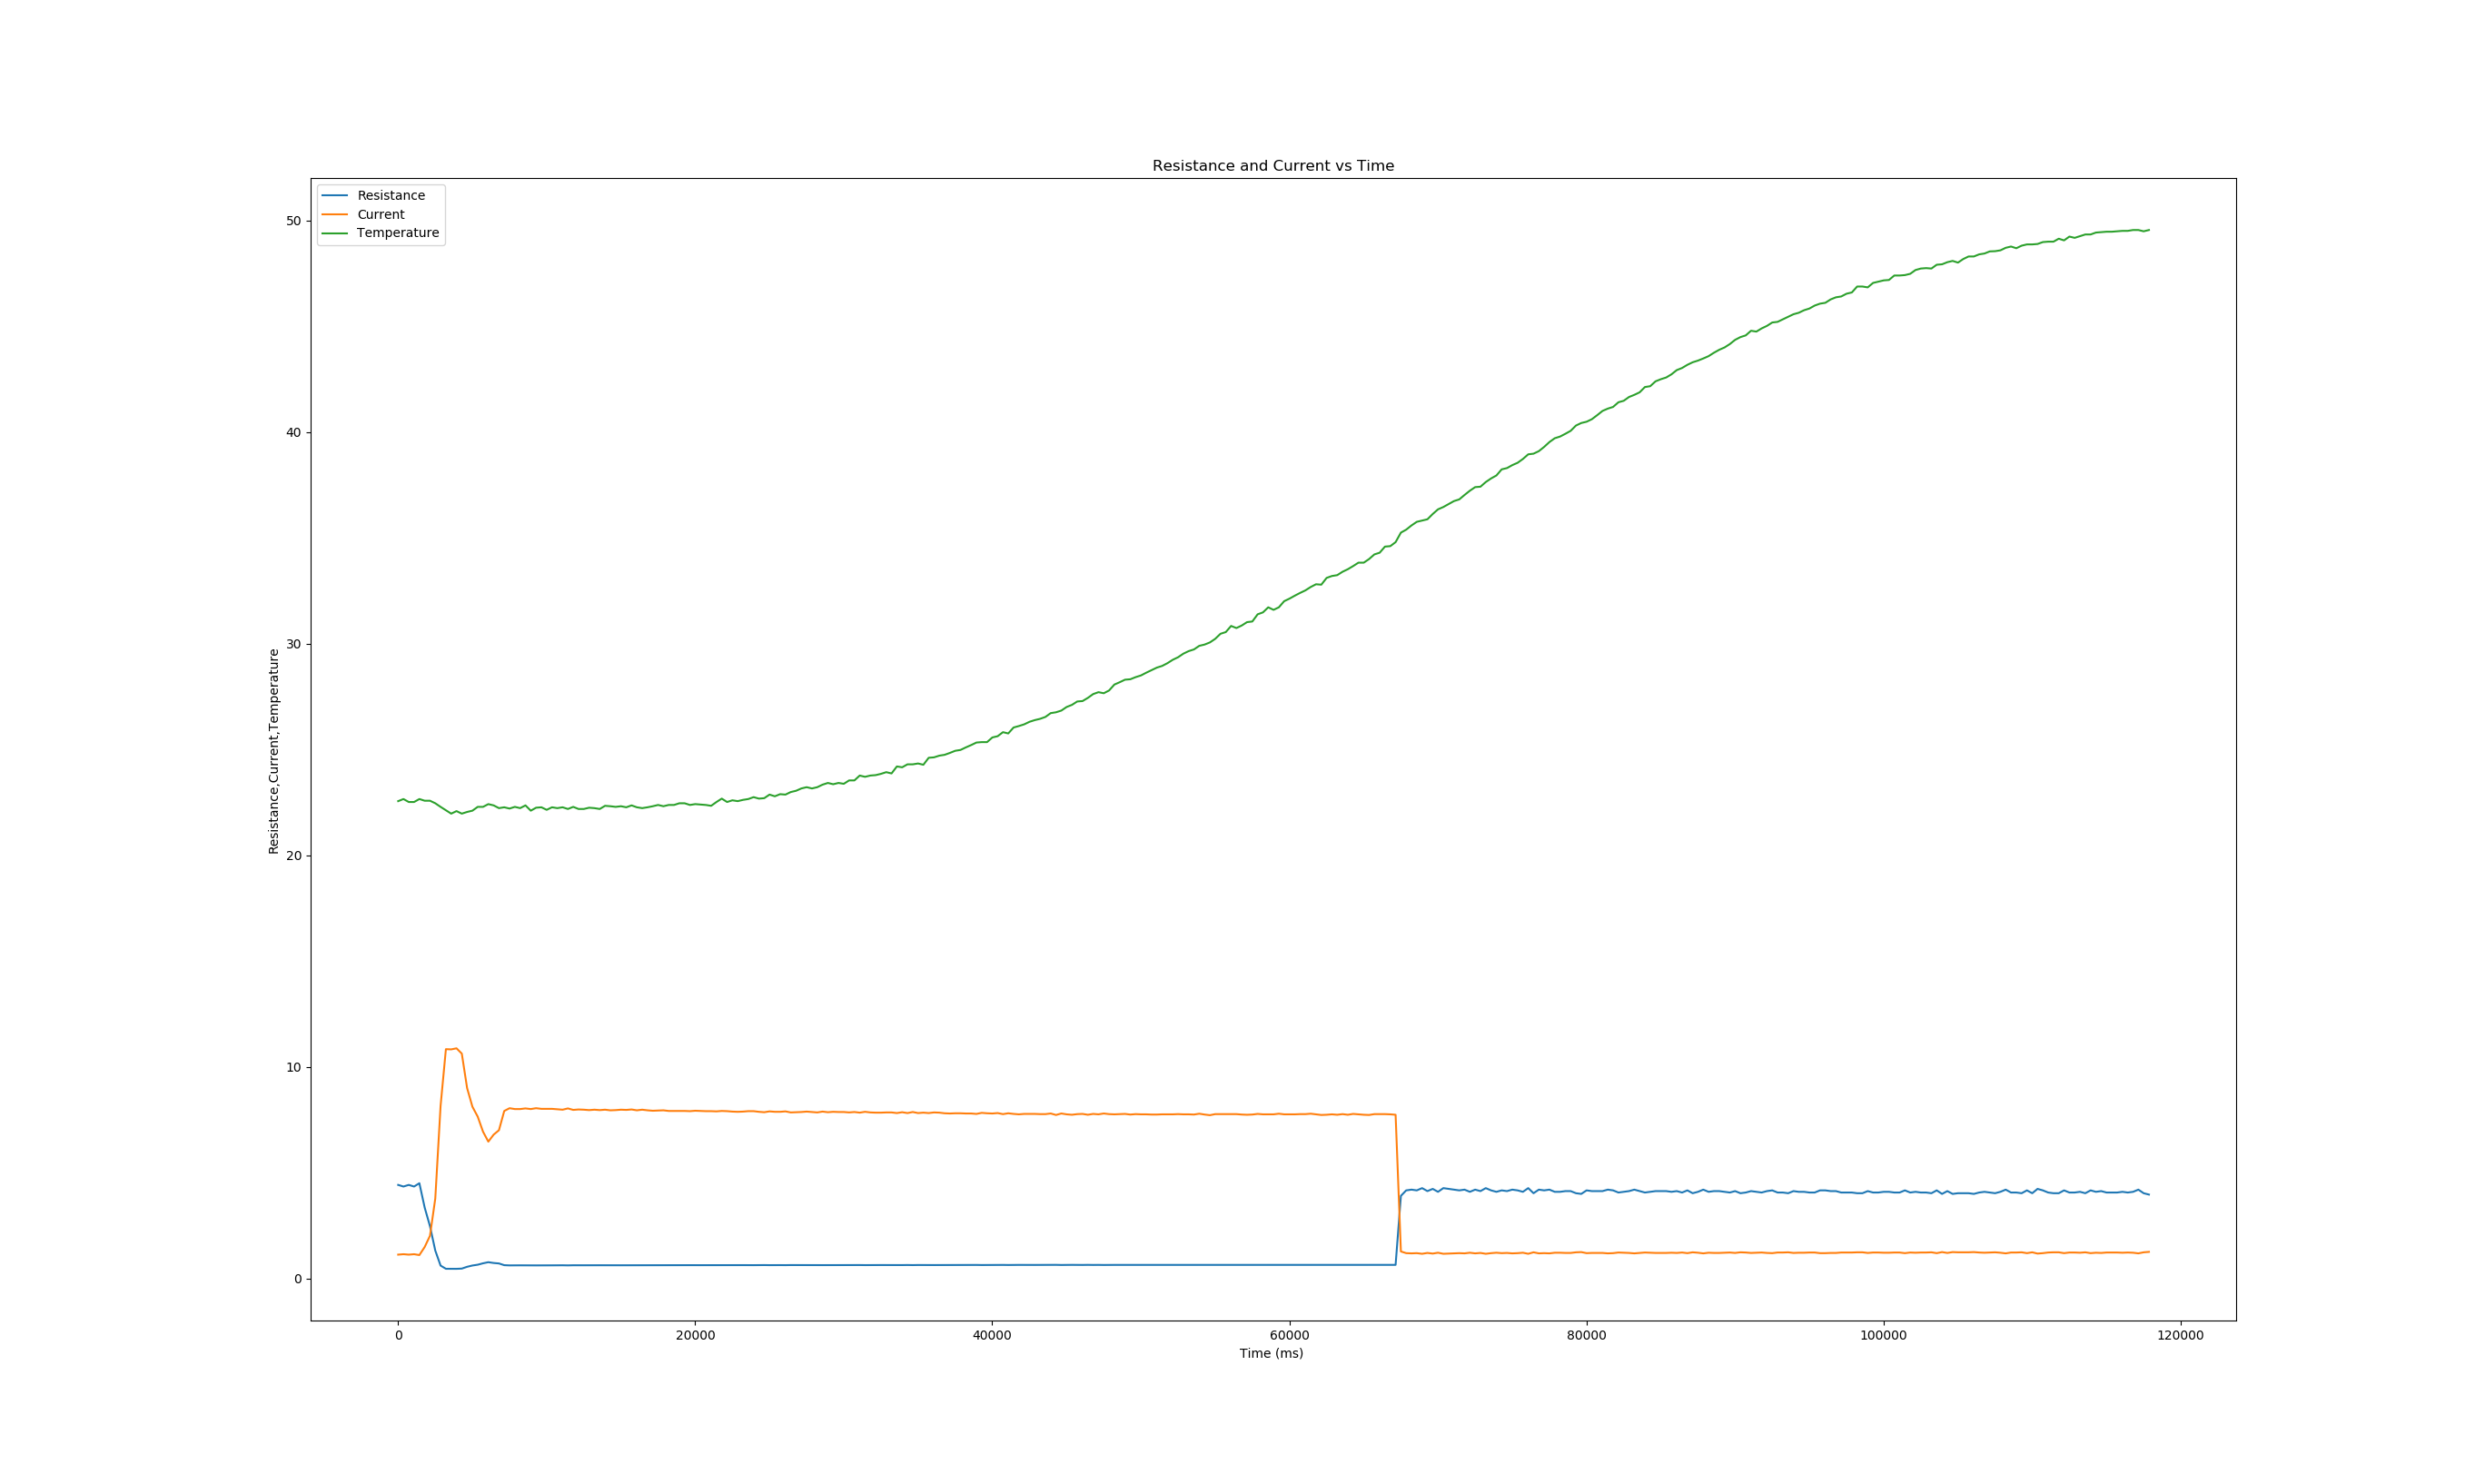 Resistance and Current vs Time
Resistance
Current
Temperature
50
40
30
20
10
0
Resistance,Current,Temperature
0
20000
40000
60000
80000
100000
120000
Time (ms)